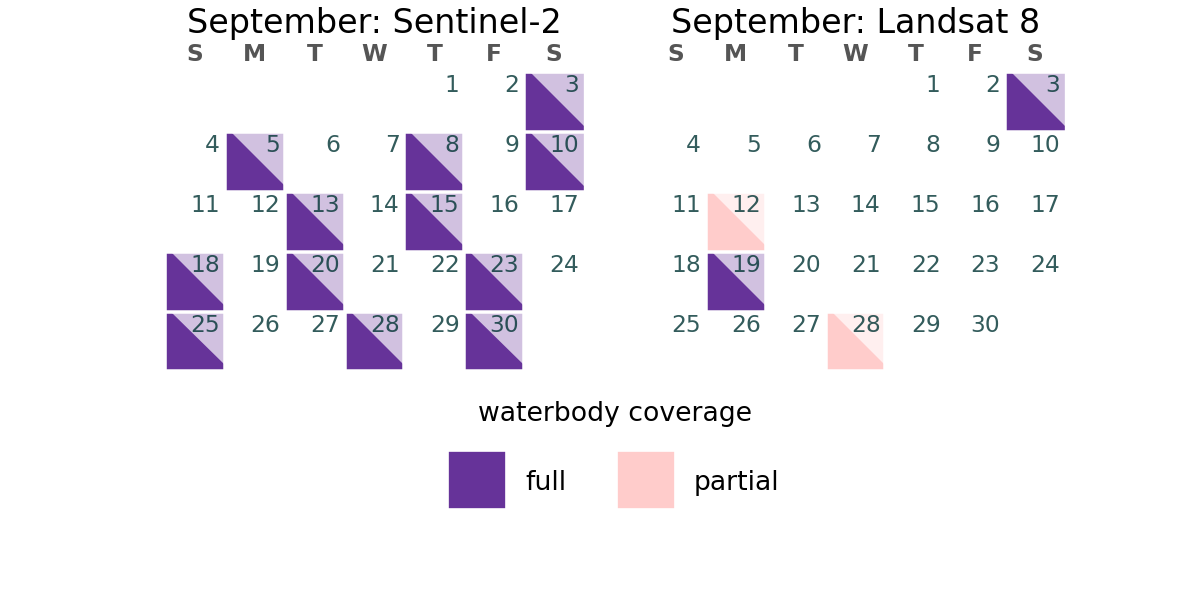 September: Sentinel-2
S M T W T F S
1 2 3
4 5 6 7 8 9 10
11 12 13 14 15 16 17
18 19 20 21 22 23 24
25 26 27 28 29 30
September: Landsat 8
S M T W T F S
1 2 3
4 5 6 7 8 9 10
11 12 13 14 15 16 17
18 19 20 21 22 23 24
25 26 27 28 29 30
waterbody coverage
full partial